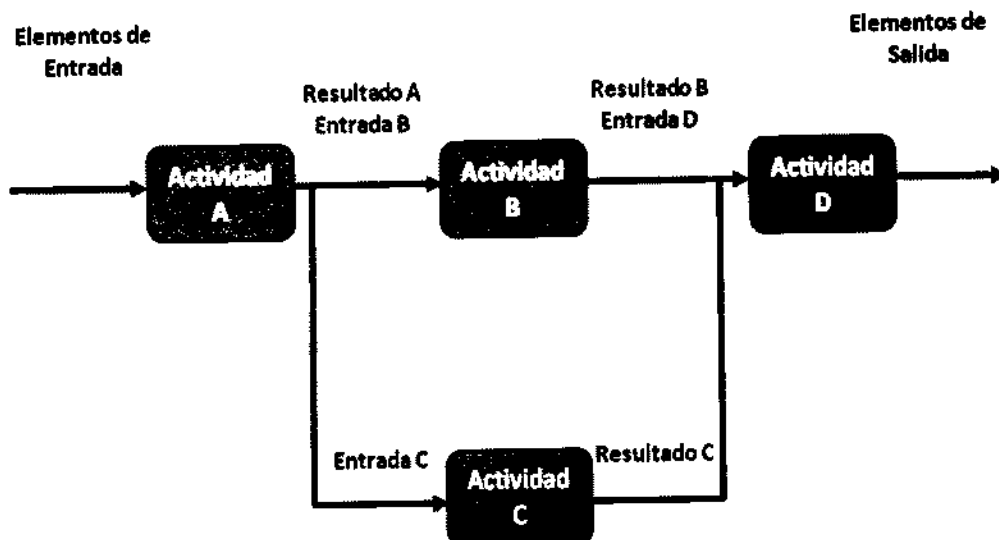 Elementos de
Entrada
Elementos de
Salida
Resultado A
Entrada B
Resultado B
Entrada D
Actividad
A
Actividad
B
Actividad
D
Entrada C
Resultado C
Actividad
C